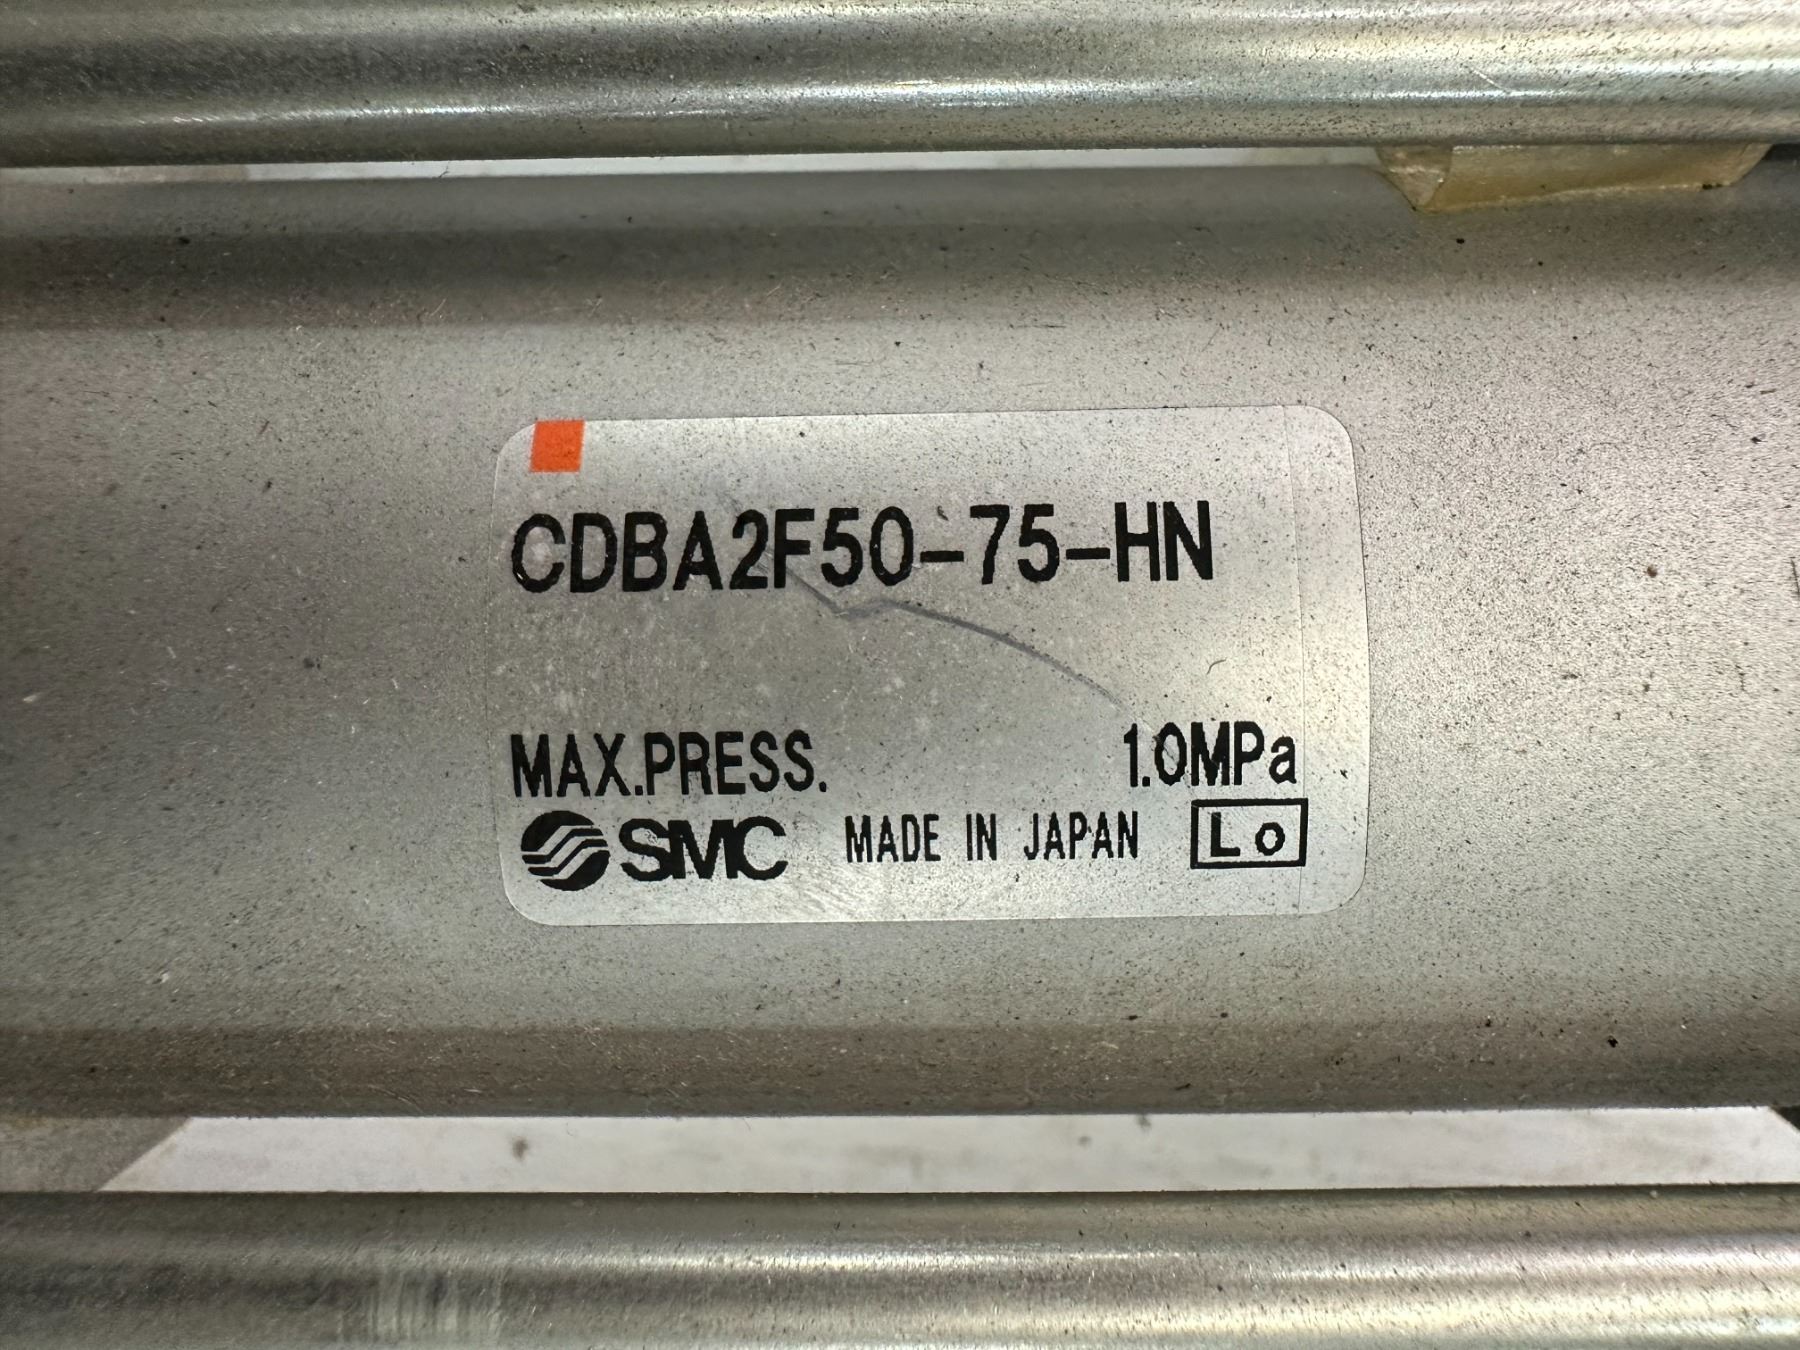 CDBA2F50-75-HN
MAX.PRESS. 1.0MPa
SMC MADE IN JAPAN Lo